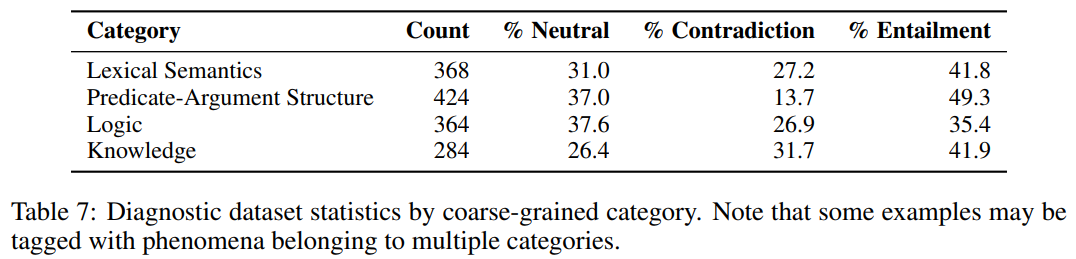 Category Count % Neutral % Contradiction % Entailment
Lexical Semantics 368 31.0 27.2 41.8
Predicate-Argument Structure 424 37.0 13.7 49.3
Logic 364 37.6 26.9 35.4
Knowledge 284 26.4 31.7 41.9
Table 7: Diagnostic dataset statistics by coarse-grained category. Note that some examples may be
tagged with phenomena belonging to multiple categories.